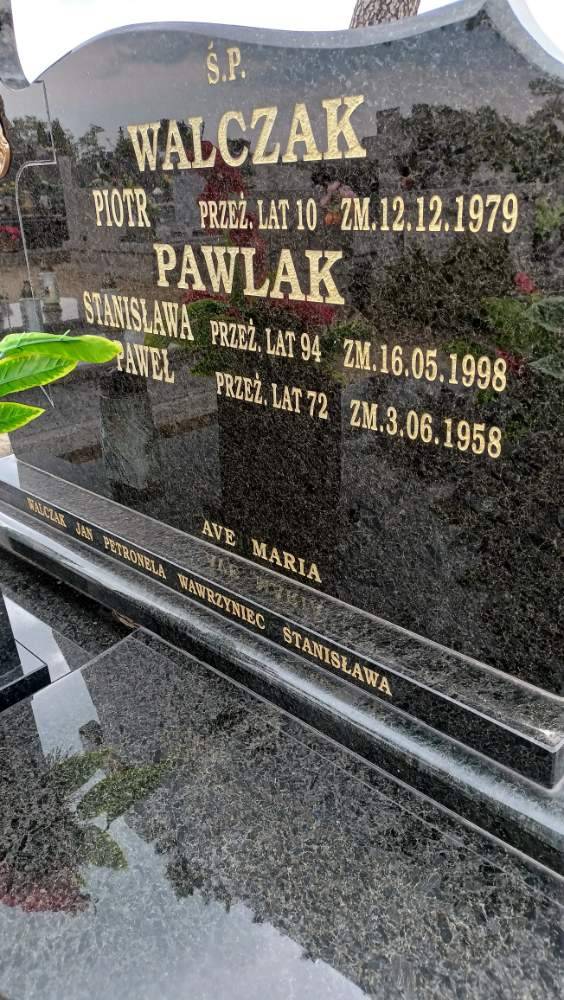 Ś.P.
WALCZAK
PIOTR PRZEŻ. LAT 10 ZM.12.12.1979
PAWLAK
STANISŁAWA PRZEŻ. LAT 94 ZM.16.05.1998
PAWEŁ PRZEŻ. LAT 72 ZM.3.06.1958
AVE MARIA
WALCZAK JAN PETRONELA WAWRZYNIEC STANISŁAWA